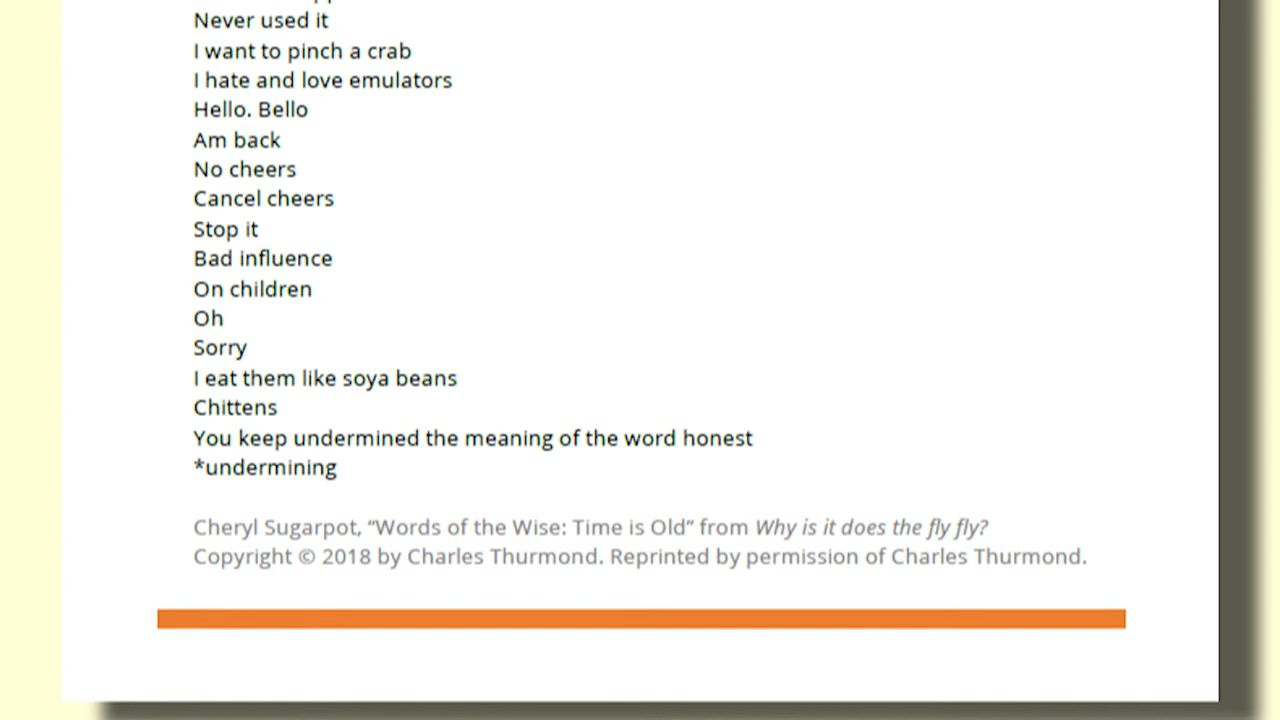 Never used it
I want to pinch a crab
I hate and love emulators
Hello. Bello
Am back
No cheers
Cancel cheers
Stop it
Bad influence
On children
Oh
Sorry
I eat them like soya beans
Chittens
You keep undermined the meaning of the word honest
*undermining
Cheryl Sugarpot, “Words of the Wise: Time is Old” from Why is it does the fly fly?
Copyright © 2018 by Charles Thurmond. Reprinted by permission of Charles Thurmond.